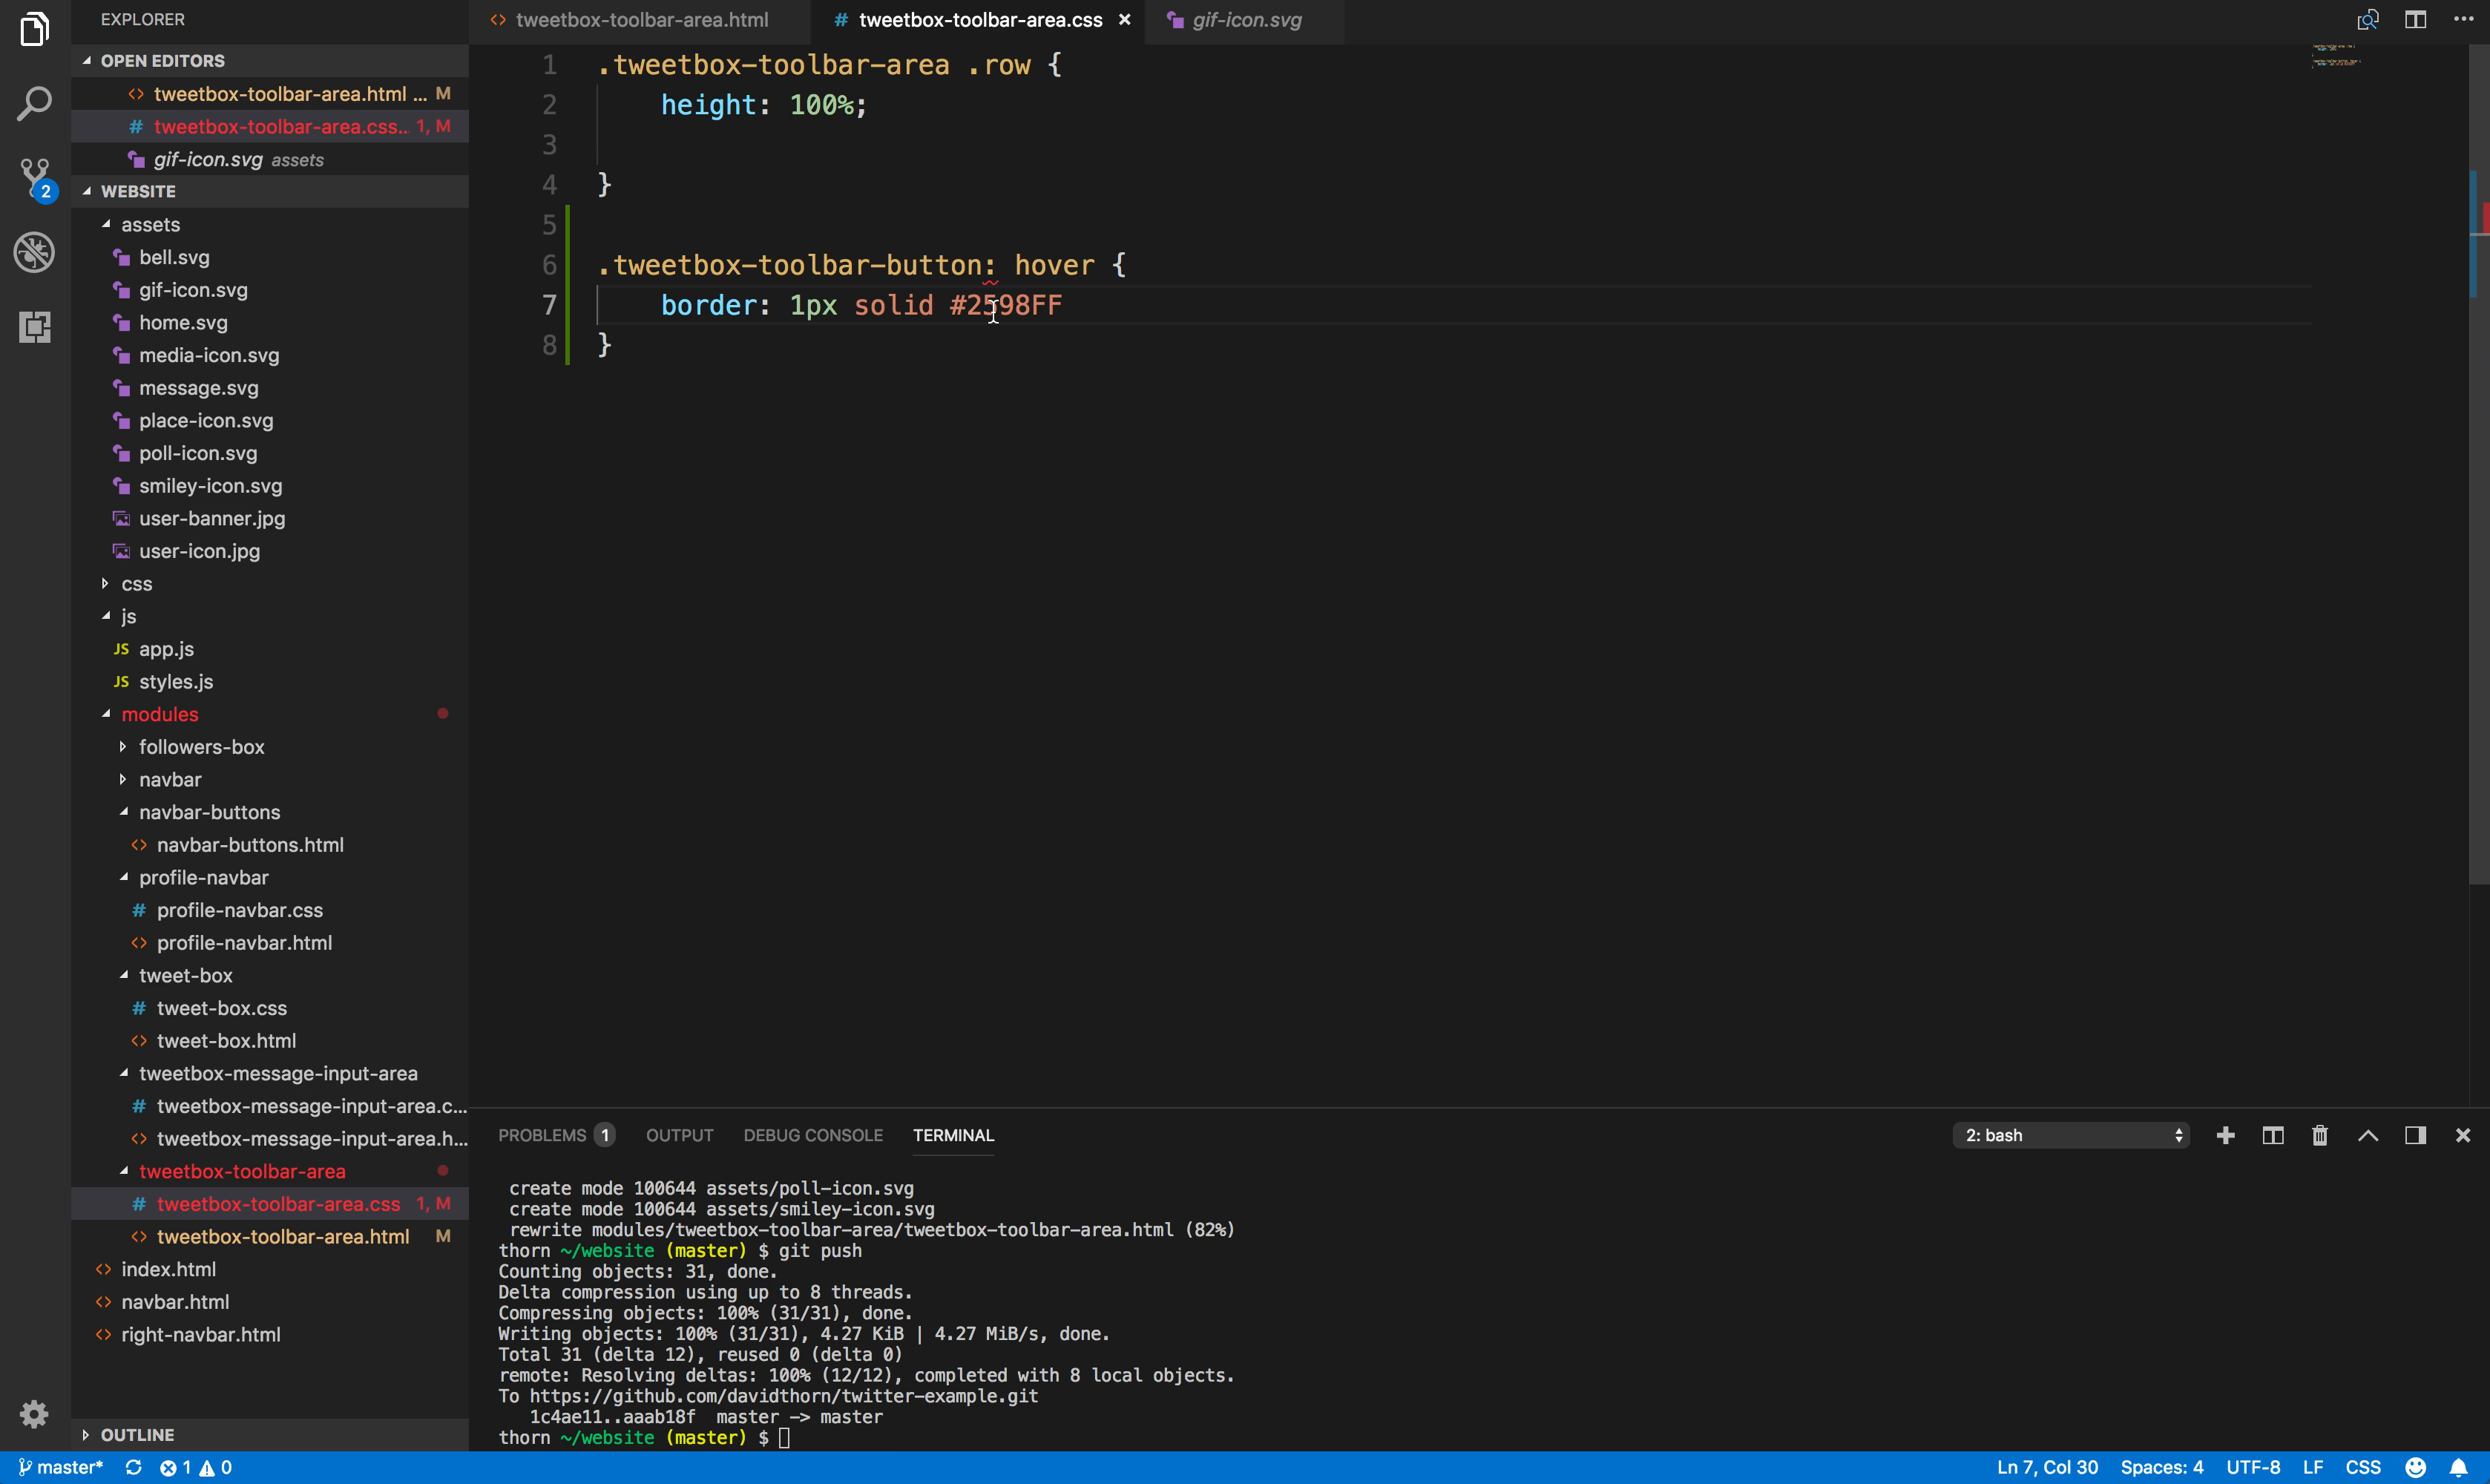 EXPLORER
OPEN EDITORS
<> tweetbox-toolbar-area.html ... M
# tweetbox-toolbar-area.css... 1, M
gif-icon.svg assets
2
WEBSITE
assets
bell.svg
gif-icon.svg
home.svg
media-icon.svg
message.svg
place-icon.svg
poll-icon.svg
smiley-icon.svg
user-banner.jpg
user-icon.jpg
css
js
JS app.js
JS styles.js
modules
followers-box
navbar
navbar-buttons
<> navbar-buttons.html
profile-navbar
# profile-navbar.css
<> profile-navbar.html
tweet-box
# tweet-box.css
<> tweet-box.html
tweetbox-message-input-area
# tweetbox-message-input-area.c...
<> tweetbox-message-input-area.h...
tweetbox-toolbar-area
# tweetbox-toolbar-area.css 1, M
<> tweetbox-toolbar-area.html M
<> index.html
<> navbar.html
<> right-navbar.html
OUTLINE
<> tweetbox-toolbar-area.html # tweetbox-toolbar-area.css × gif-icon.svg
1 .tweetbox-toolbar-area .row {
2 height: 100%;
3
4 }
5
6 .tweetbox-toolbar-button: hover {
7 border: 1px solid #2598FF
8 }
PROBLEMS 1 OUTPUT DEBUG CONSOLE TERMINAL 2: bash
create mode 100644 assets/poll-icon.svg
create mode 100644 assets/smiley-icon.svg
rewrite modules/tweetbox-toolbar-area/tweetbox-toolbar-area.html (82%)
thorn ~/website (master) $ git push
Counting objects: 31, done.
Delta compression using up to 8 threads.
Compressing objects: 100% (31/31), done.
Writing objects: 100% (31/31), 4.27 KiB | 4.27 MiB/s, done.
Total 31 (delta 12), reused 0 (delta 0)
remote: Resolving deltas: 100% (12/12), completed with 8 local objects.
To https://github.com/davidthorn/twitter-example.git
1c4ae11..aaab18f master -> master
thorn ~/website (master) $
master* 1 0 Ln 7, Col 30 Spaces: 4 UTF-8 LF CSS